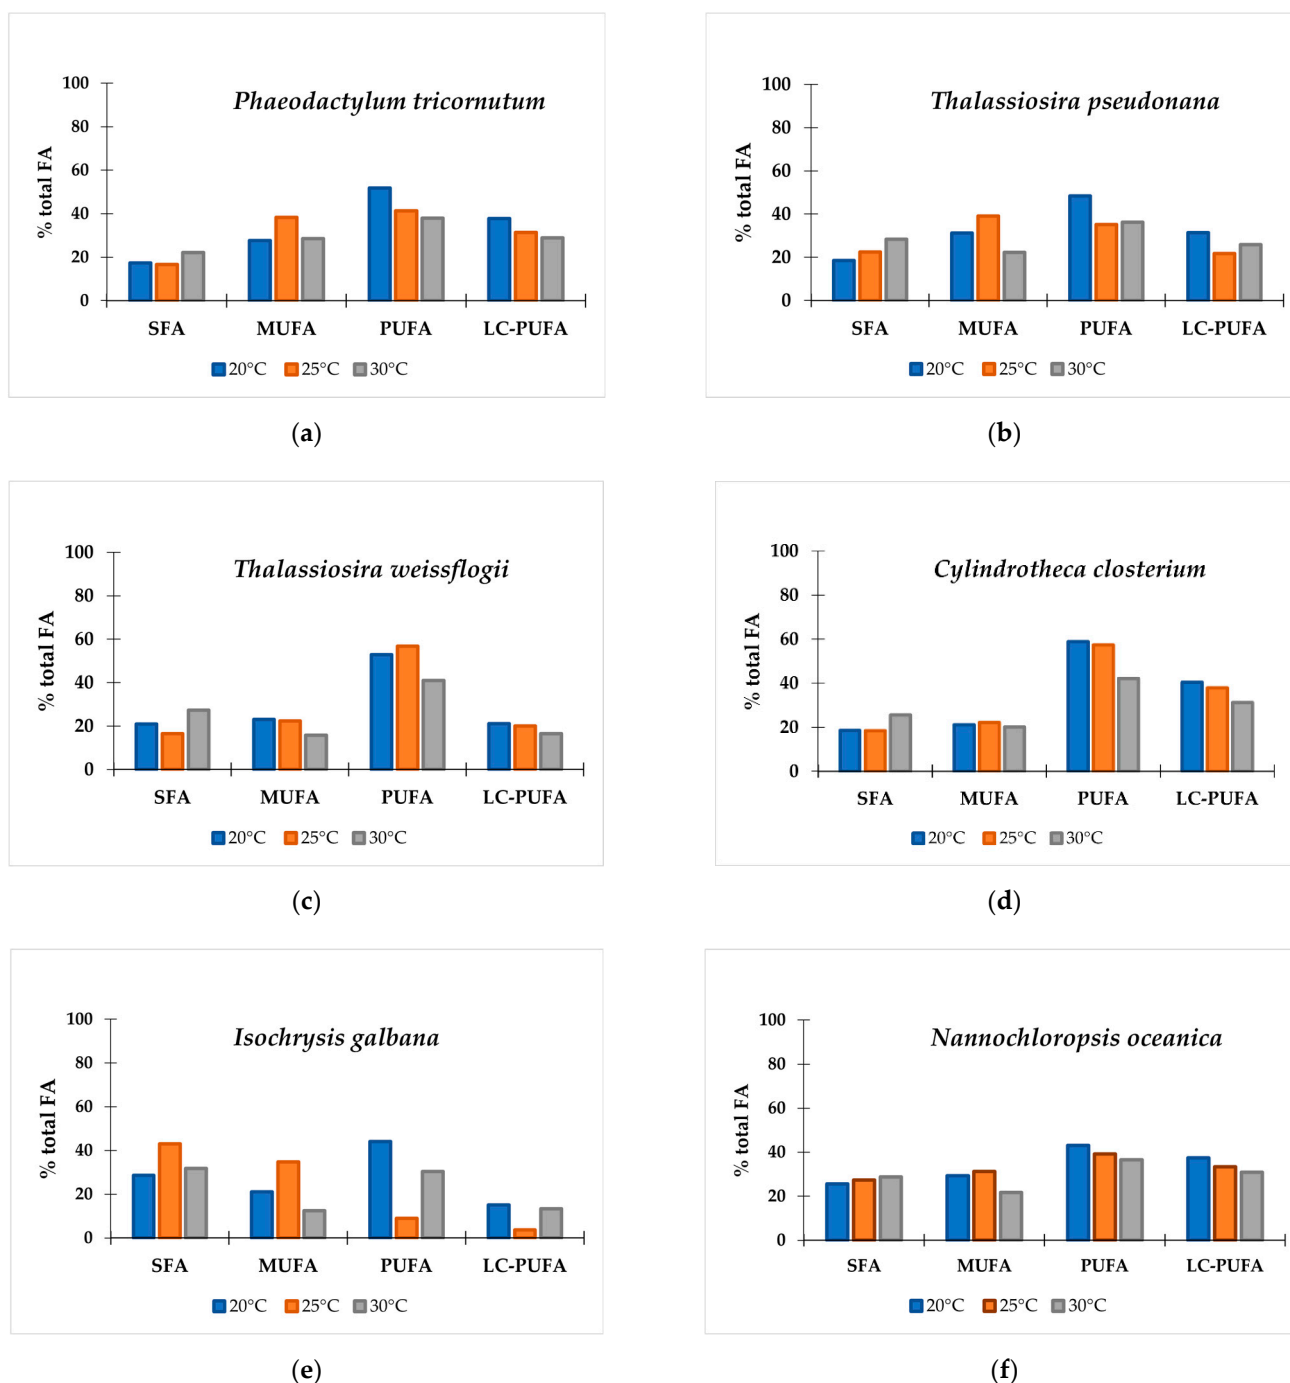 Phaeodactylum tricornutum
% total FA
100
80
60
40
20
0
SFA MUFA PUFA LC-PUFA
20°C 25°C 30°C
(a)
Thalassiosira pseudonana
% total FA
100
80
60
40
20
0
SFA MUFA PUFA LC-PUFA
20°C 25°C 30°C
(b)
Thalassiosira weissflogii
% total FA
100
80
60
40
20
0
SFA MUFA PUFA LC-PUFA
20°C 25°C 30°C
(c)
Cylindrotheca closterium
% total FA
100
80
60
40
20
0
SFA MUFA PUFA LC-PUFA
20°C 25°C 30°C
(d)
Isochrysis galbana
% total FA
100
80
60
40
20
0
SFA MUFA PUFA LC-PUFA
20°C 25°C 30°C
(e)
Nannochloropsis oceanica
% total FA
100
80
60
40
20
0
SFA MUFA PUFA LC-PUFA
20°C 25°C 30°C
(f)